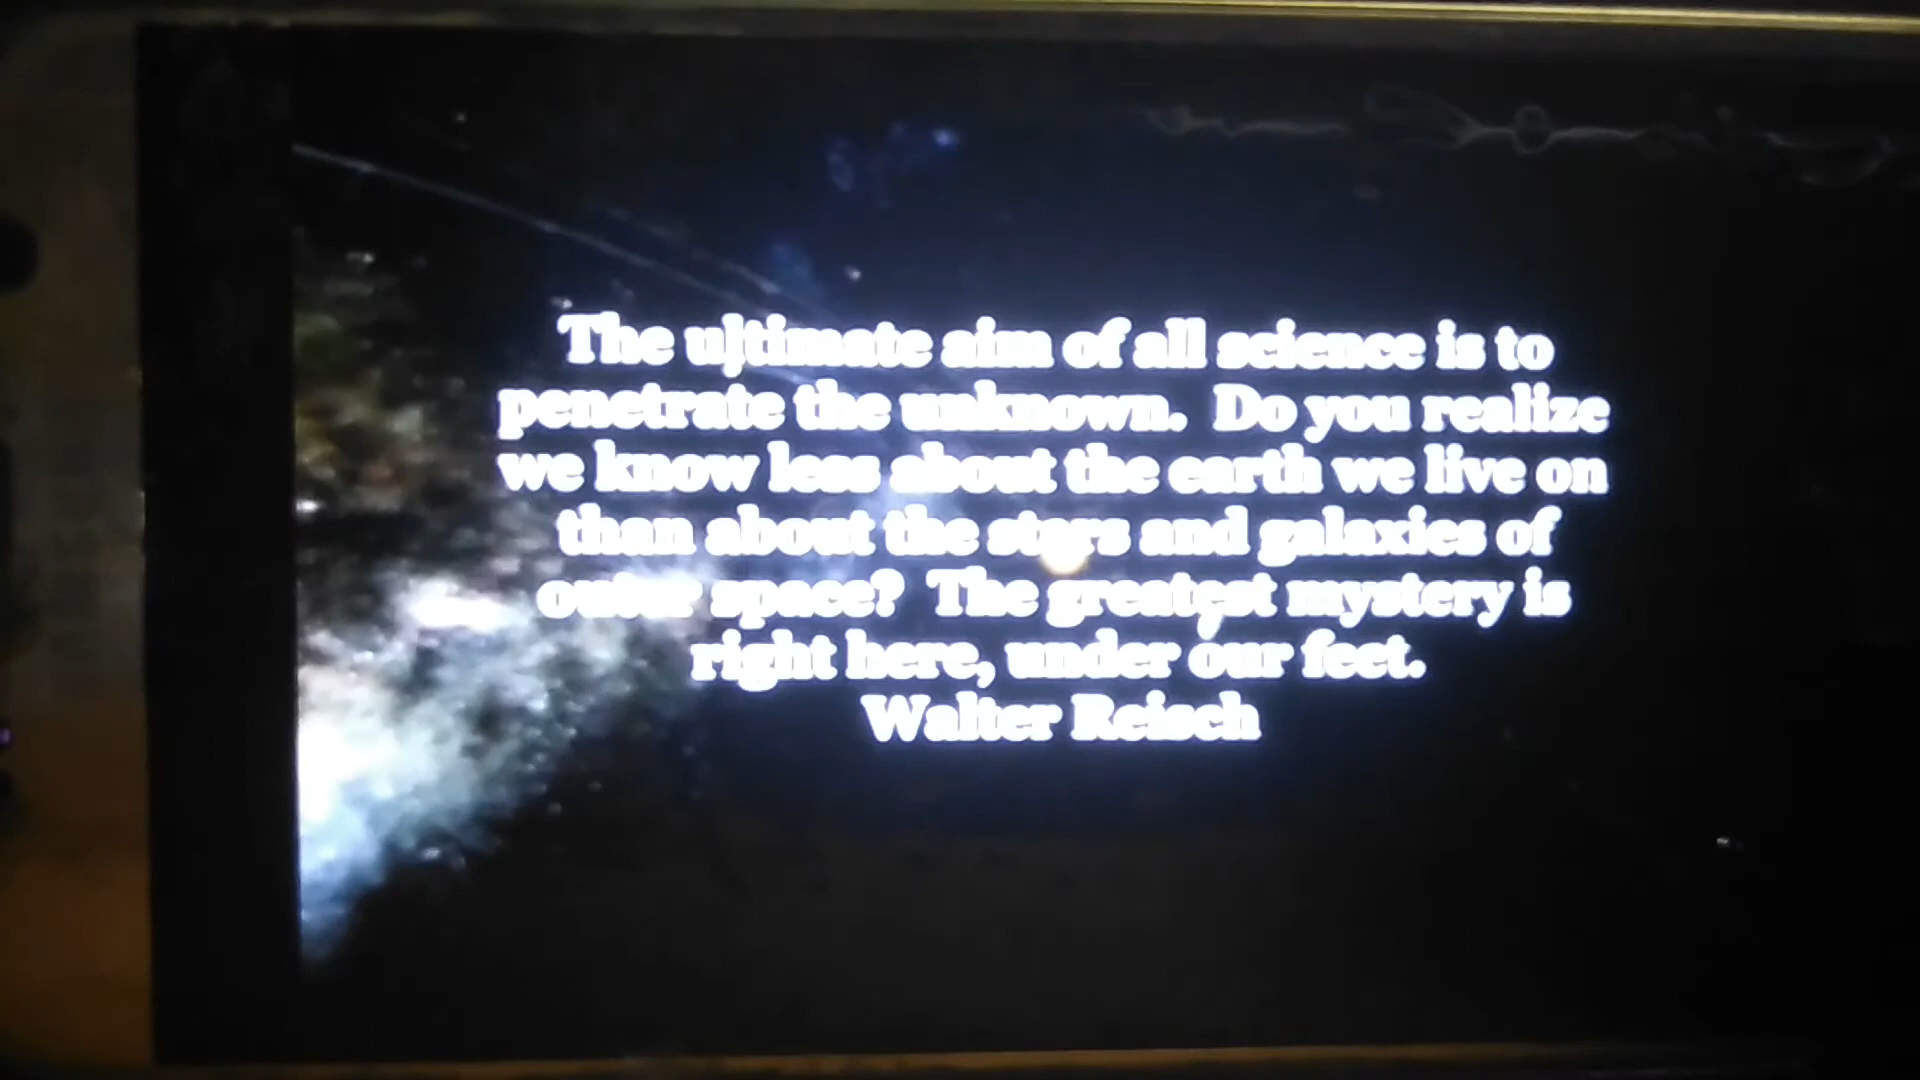 The ultimate aim of all science is to
penetrate the unknown. Do you realize
we know less about the earth we live on
than about the stars and galaxies of
outer space? The greatest mystery is
right here, under our feet.
Walter Reisch